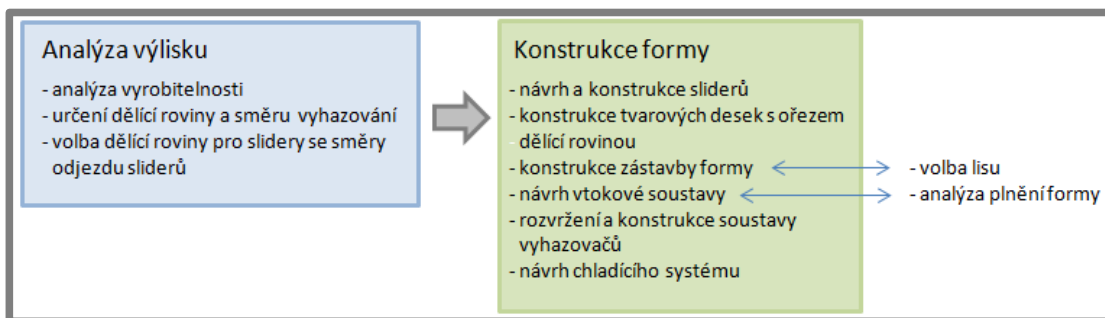 Analýza výlisku
- analýza vyrobitelnosti
- určení dělící roviny a směru vyhazování
- volba dělící roviny pro slidery se směry
odjezdu sliderů
Konstrukce formy
- návrh a konstrukce sliderů
- konstrukce tvarových desek s ořezem
- dělící rovinou
- konstrukce zástavby formy
- návrh vtokové soustavy
- rozvržení a konstrukce soustavy
vyhazovačů
- návrh chladícího systému
- volba lisu
- analýza plnění formy